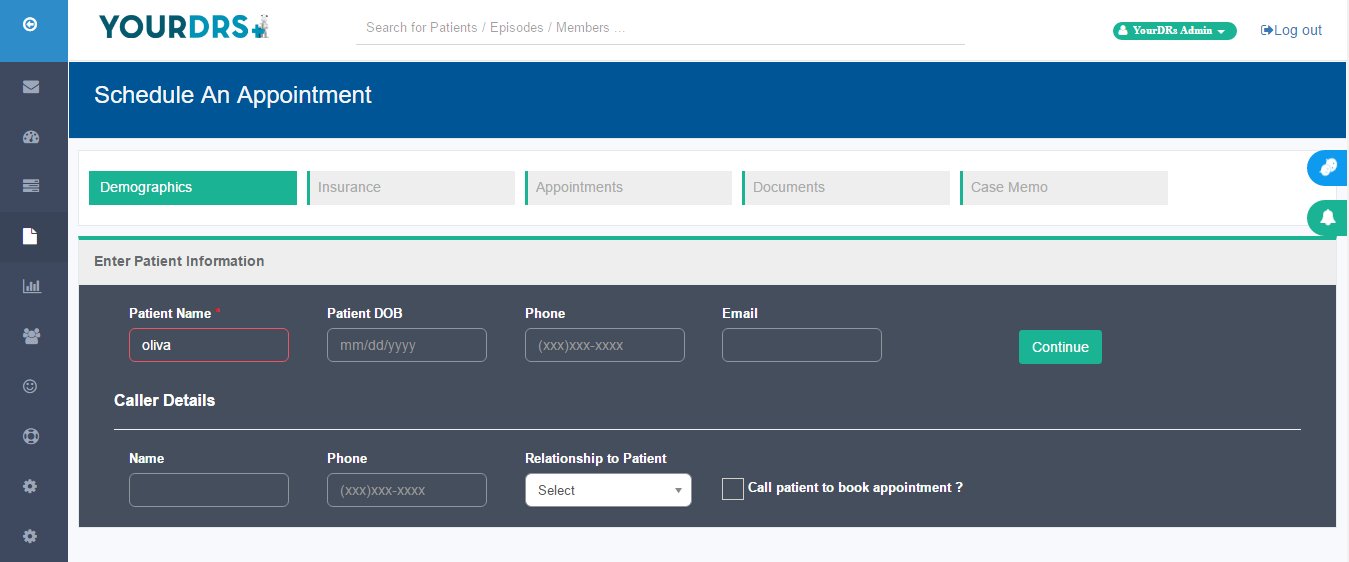 YOURDRS
Search for Patients / Episodes / Members ...
YourDRs Admin
Log out
Schedule An Appointment
Demographics
Insurance
Appointments
Documents
Case Memo
Enter Patient Information
Patient Name *
Patient DOB
Phone
Email
oliva
mm/dd/yyyy
(xxx)xxx-xxxx
Continue
Caller Details
Name
Phone
Relationship to Patient
(xxx)xxx-xxxx
Select
Call patient to book appointment ?